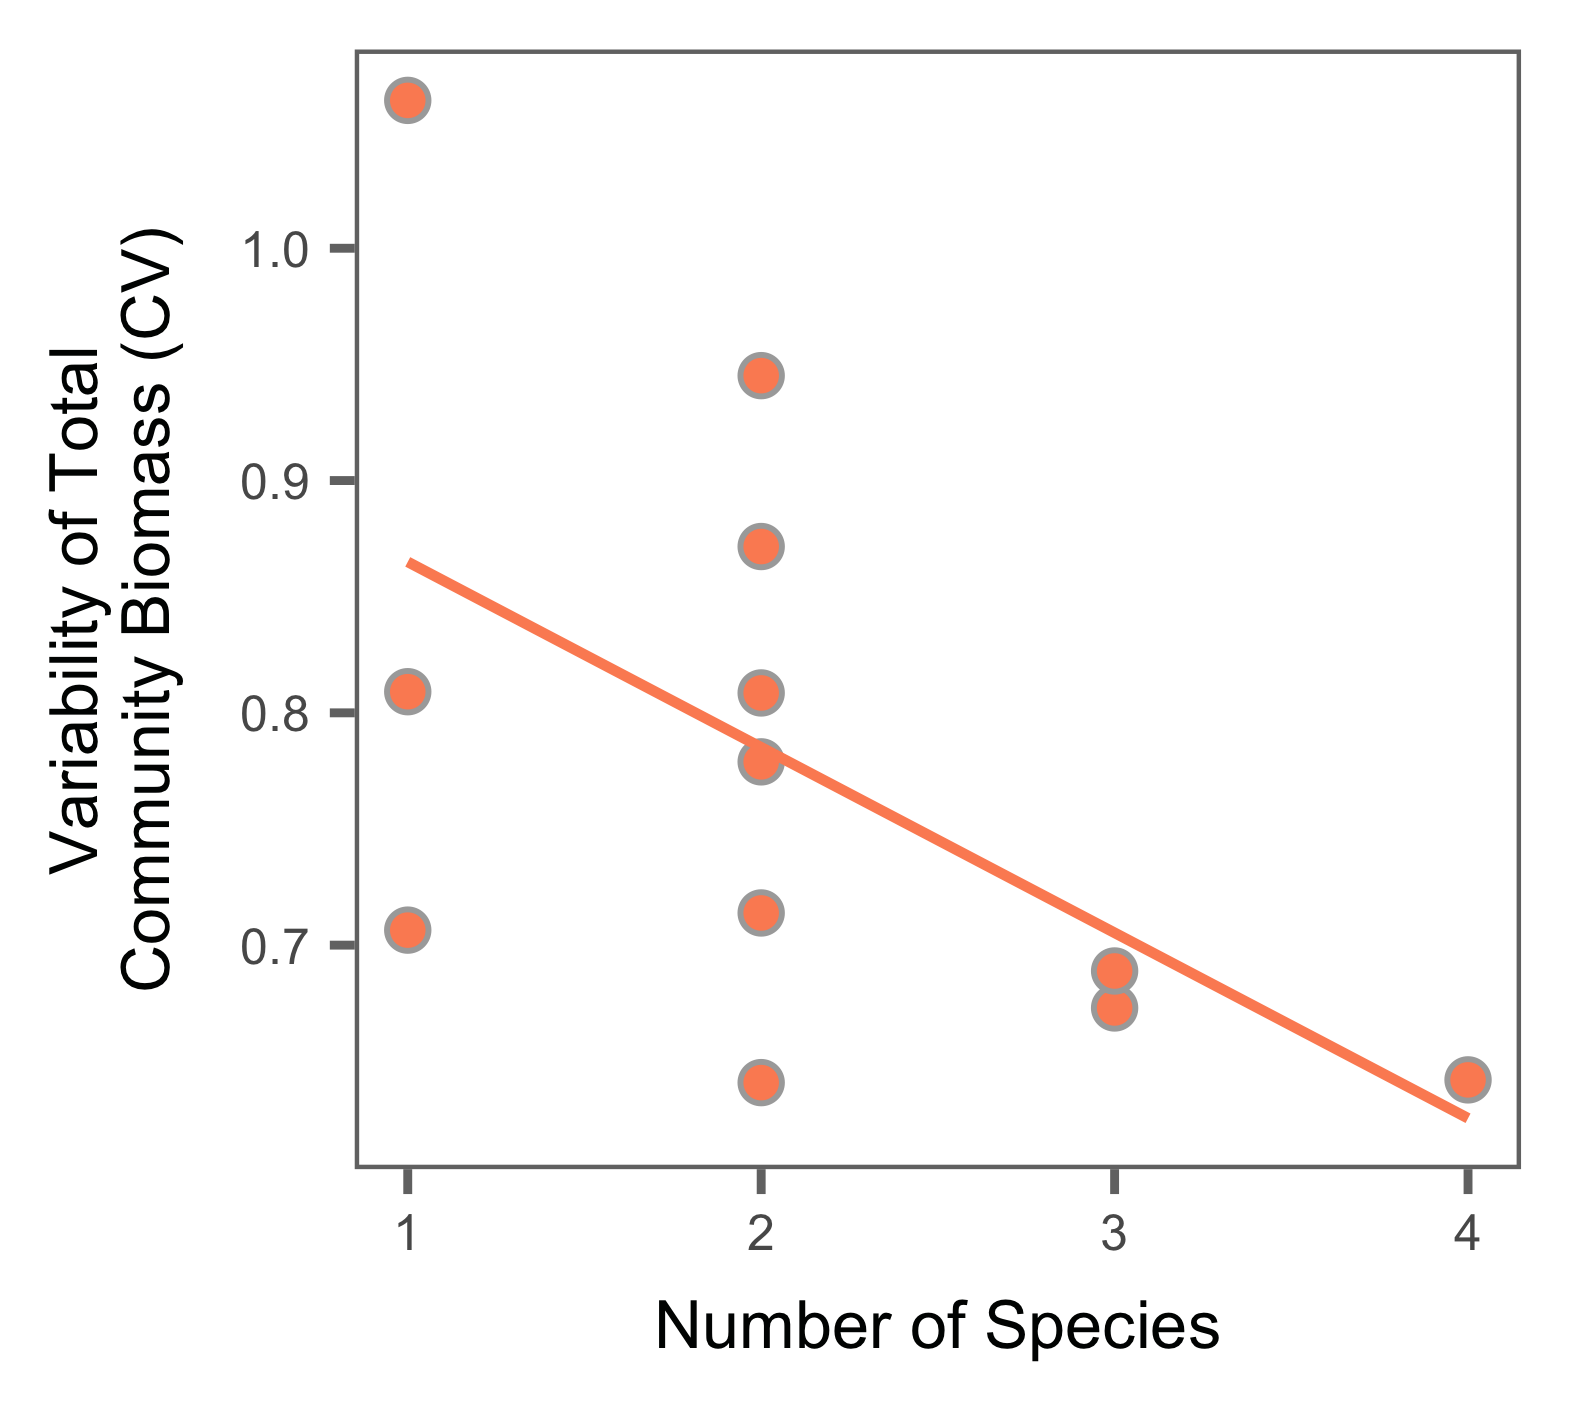 Variability of Total
Community Biomass (CV)
1.0
0.9
0.8
0.7
1 2 3 4
Number of Species